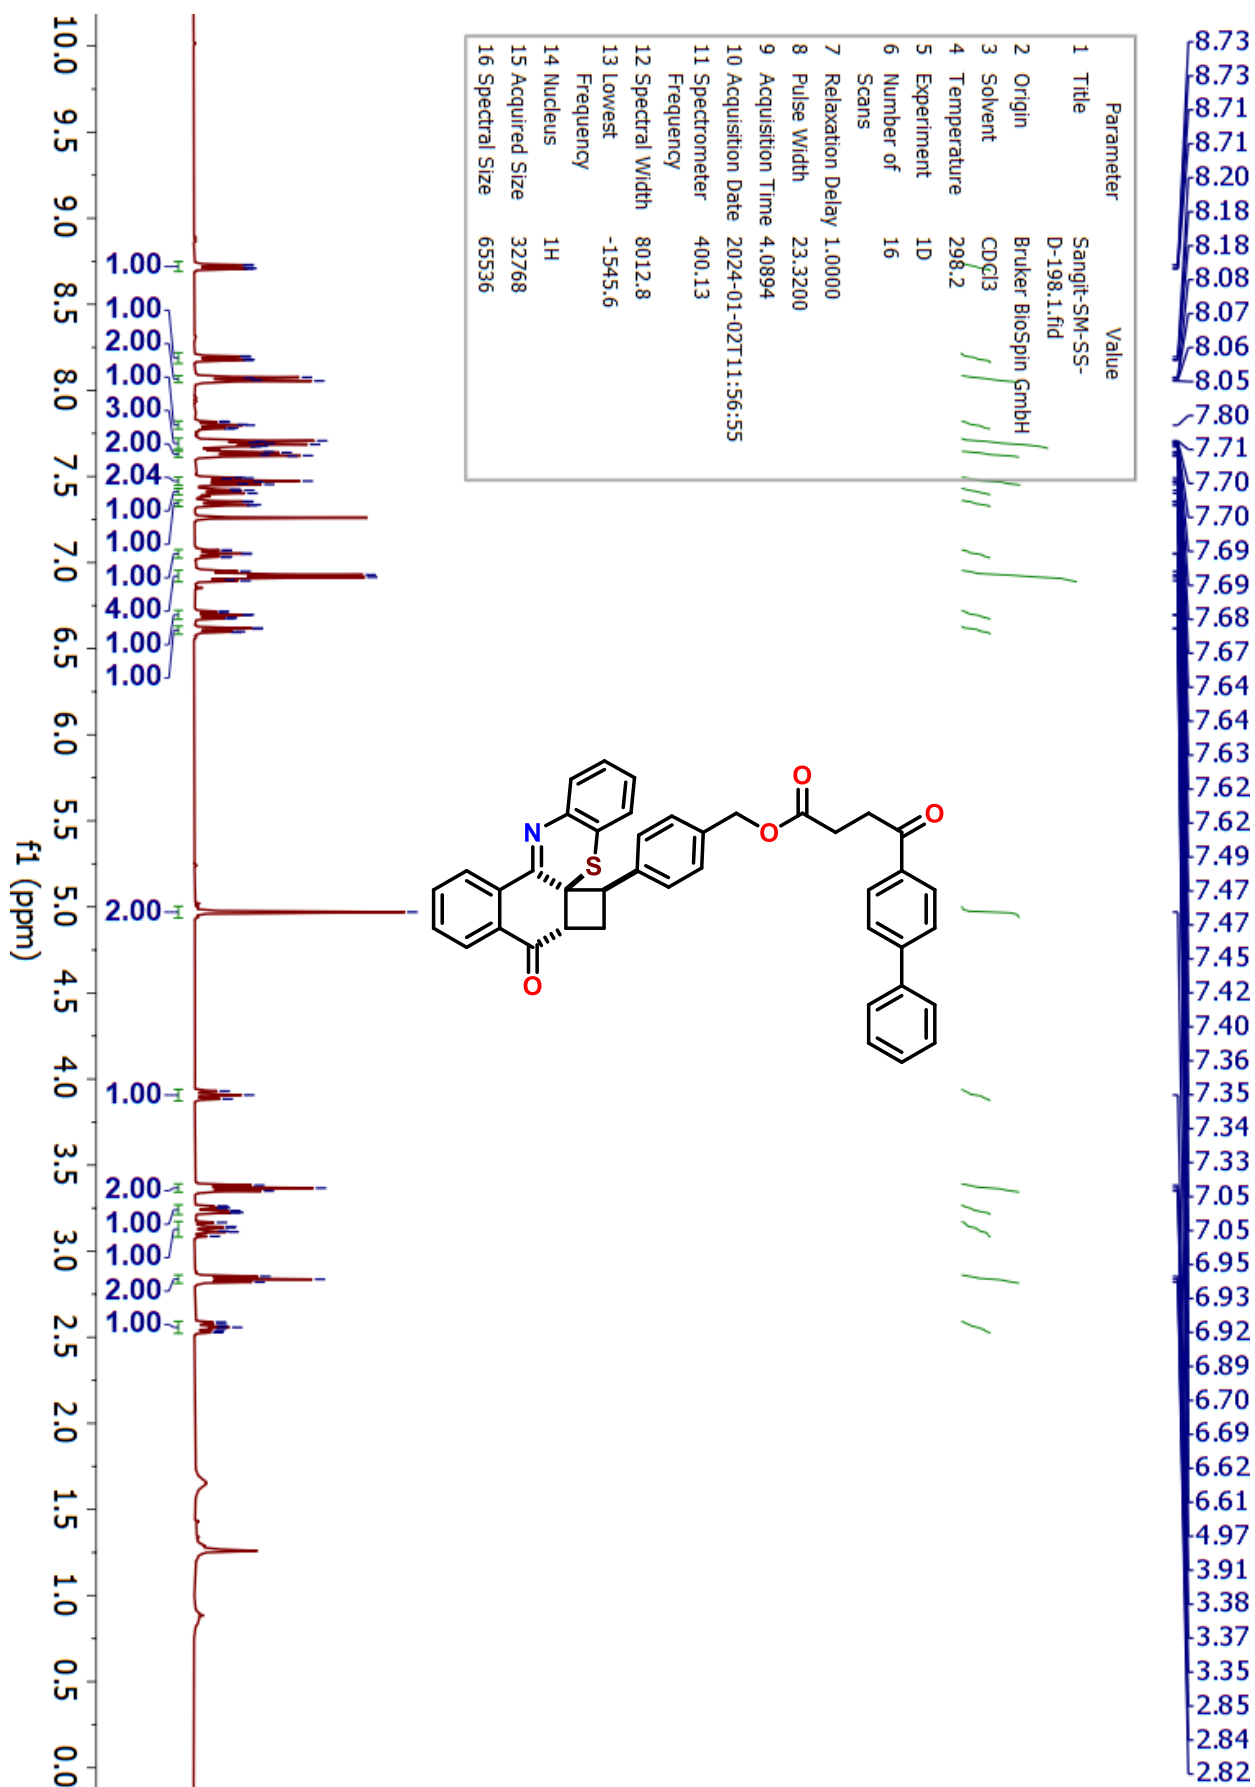 8.73
8.73
8.71
8.71
8.20
8.18
8.18
8.08
8.07
8.06
8.05
7.80
7.71
7.70
7.70
7.69
7.69
7.68
7.67
7.64
7.64
7.63
7.62
7.62
7.49
7.47
7.47
7.45
7.42
7.40
7.36
7.35
7.34
7.33
7.05
7.05
6.95
6.93
6.92
6.89
6.70
6.69
6.62
6.61
4.97
3.91
3.38
3.37
3.35
2.85
2.84
2.82
Parameter Value
1 Title Sangit-SM-SS-
D-198.1.fid
2 Origin Bruker BioSpin GmbH
3 Solvent CDCl3
4 Temperature 298.2
5 Experiment 1D
6 Number of 16
Scans
7 Relaxation Delay 1.0000
8 Pulse Width 23.3200
9 Acquisition Time 4.0894
10 Acquisition Date 2024-01-02T11:56:55
11 Spectrometer 400.13
Frequency
12 Spectral Width 8012.8
13 Lowest -1545.6
Frequency
14 Nucleus 1H
15 Acquired Size 32768
16 Spectral Size 65536
O
O
O
N
S
O
1.00
1.00
2.00
1.00
3.00
2.00
2.04
1.00
1.00
1.00
4.00
1.00
1.00
2.00
1.00
2.00
1.00
1.00
2.00
1.00
10.0 9.5 9.0 8.5 8.0 7.5 7.0 6.5 6.0 5.5 5.0 4.5 4.0 3.5 3.0 2.5 2.0 1.5 1.0 0.5 0.0
f1 (ppm)